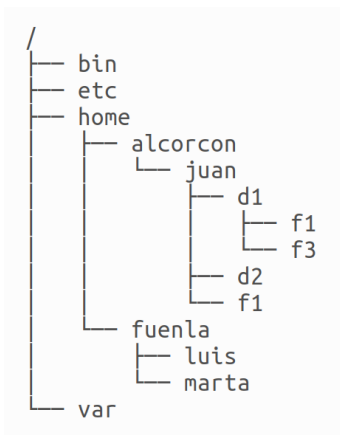 /
├── bin
├── etc
├── home
│   ├── alcorcon
│   │   └── juan
│   │       ├── d1
│   │       │   ├── f1
│   │       │   └── f3
│   │       ├── d2
│   │       └── f1
│   └── fuenla
│       ├── luis
│       └── marta
└── var